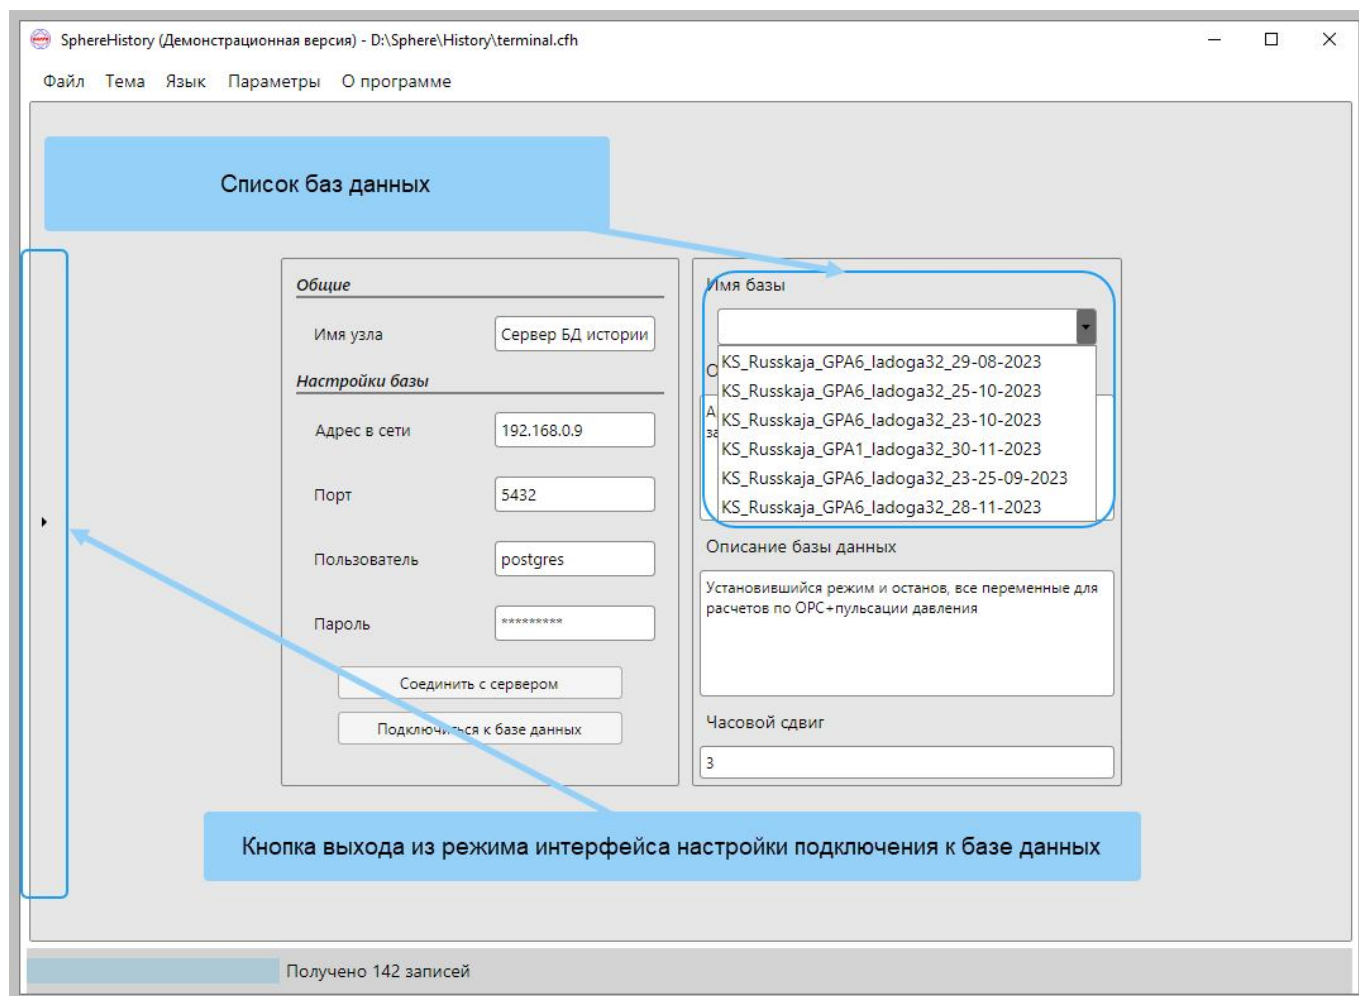 SphereHistory (Демонстрационная версия) - D:\Sphere\History\terminal.cfh
Файл Тема Язык Параметры О программе
Список баз данных
Общие
Имя узла
Сервер БД истории
Настройки базы
Адрес в сети
192.168.0.9
Порт
5432
Пользователь
postgres
Пароль
*********
Соединить с сервером
Подключиться к базе данных
Имя базы
KS_Russkaja_GPA6_ladoga32_29-08-2023
О
KS_Russkaja_GPA6_ladoga32_25-10-2023
А
KS_Russkaja_GPA6_ladoga32_23-10-2023
за
KS_Russkaja_GPA1_ladoga32_30-11-2023
KS_Russkaja_GPA6_ladoga32_23-25-09-2023
KS_Russkaja_GPA6_ladoga32_28-11-2023
Описание базы данных
Установившийся режим и останов, все переменные для
расчетов по ОРС+пульсации давления
Часовой сдвиг
3
Кнопка выхода из режима интерфейса настройки подключения к базе данных
Получено 142 записей